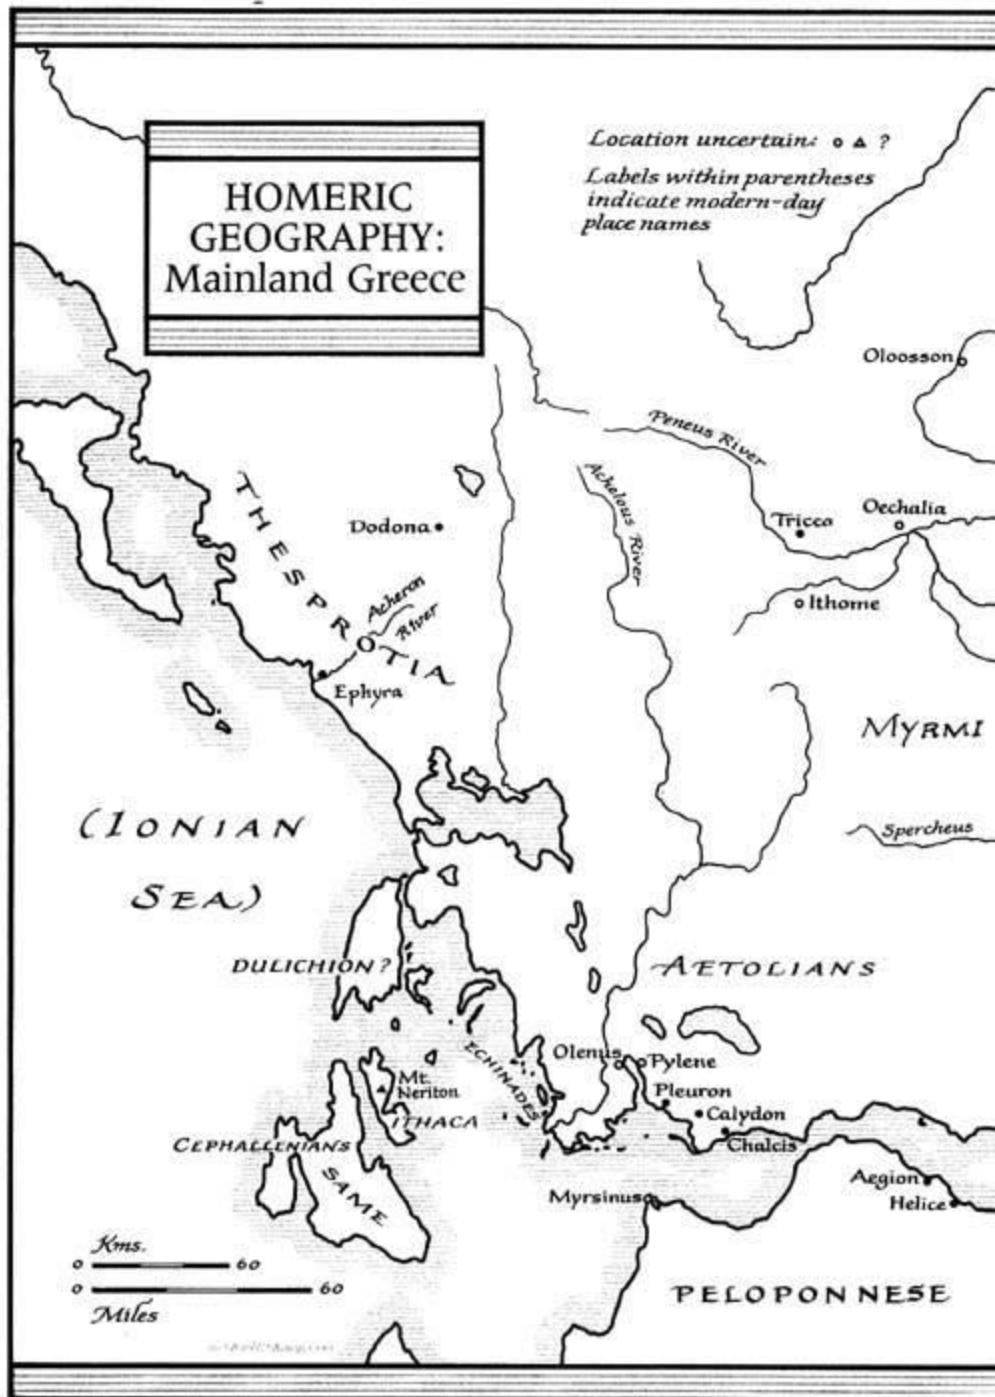 HOMERIC
GEOGRAPHY:
Mainland Greece
Location uncertain: ○ △ ?
Labels within parentheses
indicate modern-day
place names
Oloosson
Peneus River
Achelous River
Dodona
Tricca
Oechalia
THESPROTIA
Acheron
River
Ithome
Ephyra
MYRMI
(IONIAN
SEA)
Spercheus
DULICHION?
AETOLIANS
ECHINADES
Olenus
Pylene
Mt.
Neriton
Pleuron
ITHACA
Calydon
CEPHALLENIANS
Chalcis
SAME
Aegion
Myrsinus
Helice
Kms.
0 60
0 60
Miles
PELOPONNESE